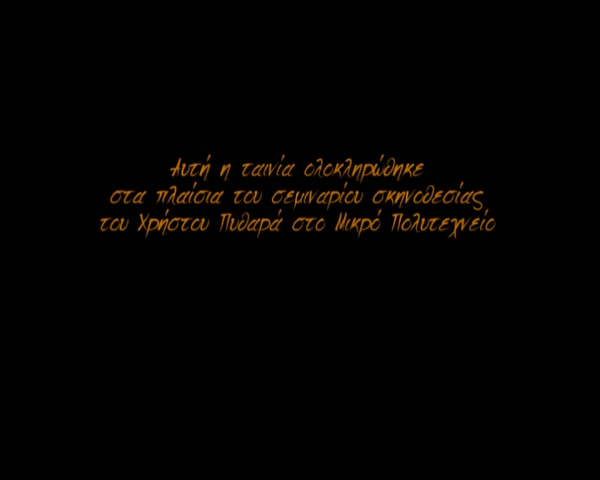 Αυτή η ταινία ολοκληρώθηκε
στα πλαίσια του σεμιναρίου σκηνοθεσίας
του Χρήστου Πυθαρά στο Μικρό Πολυτεχνείο